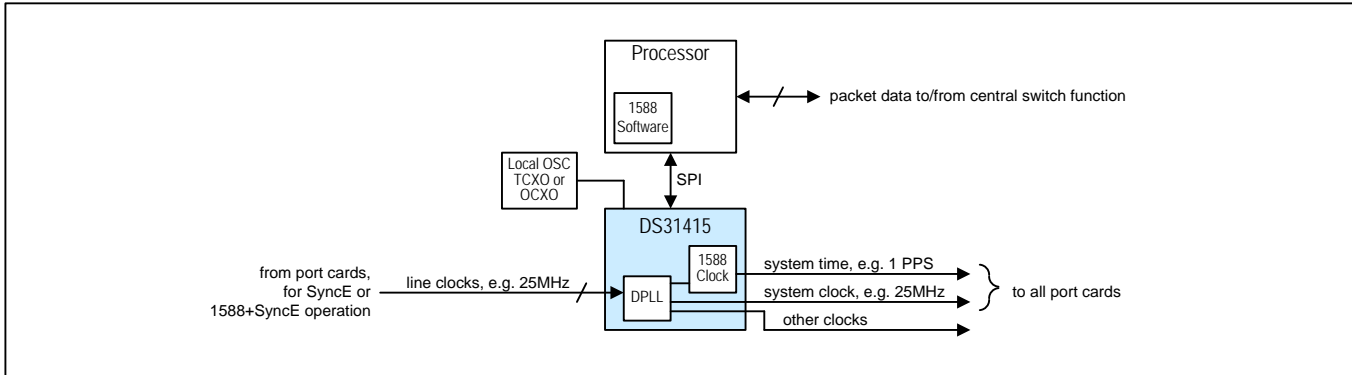 Processor
1588
Software
packet data to/from central switch function
Local OSC
TCXO or
OCXO
SPI
DS31415
1588
Clock
DPLL
from port cards,
for SyncE or
1588+SyncE operation
line clocks, e.g. 25MHz
system time, e.g. 1 PPS
system clock, e.g. 25MHz
other clocks
to all port cards